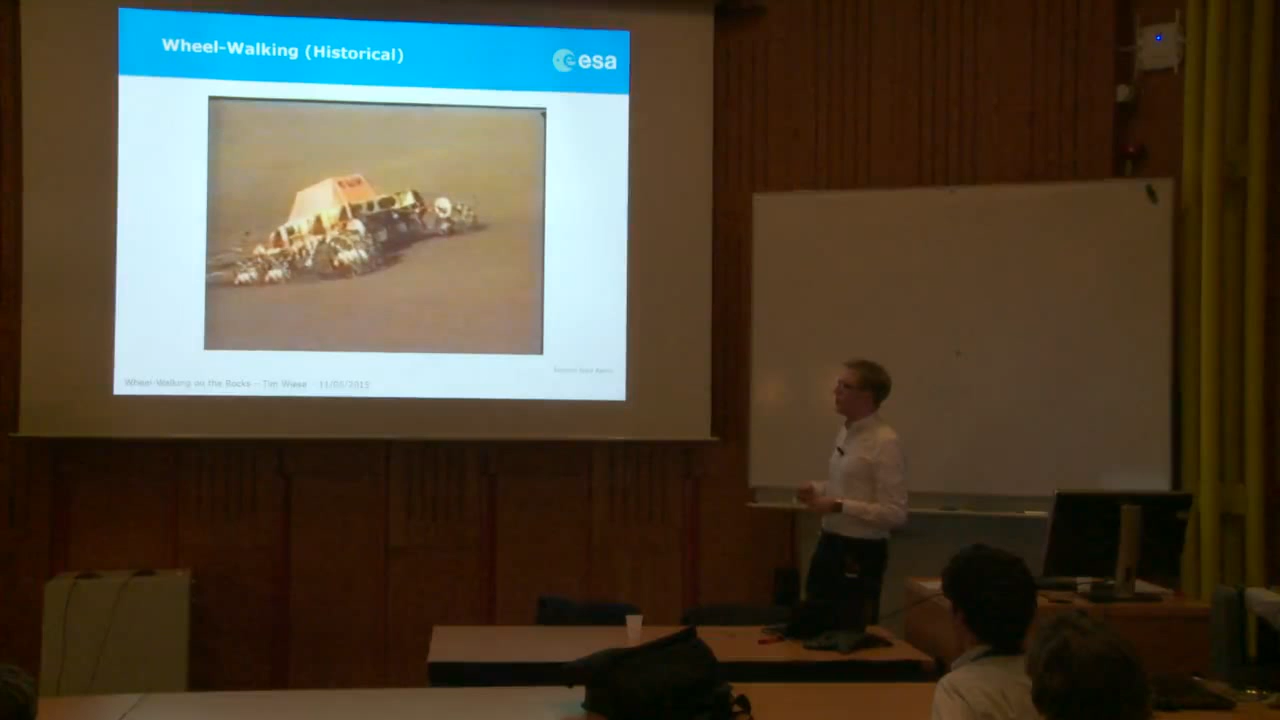 Wheel-Walking (Historical)
esa
Wheel-Walking on the Rocks - Tim Wiese 11/05/2015